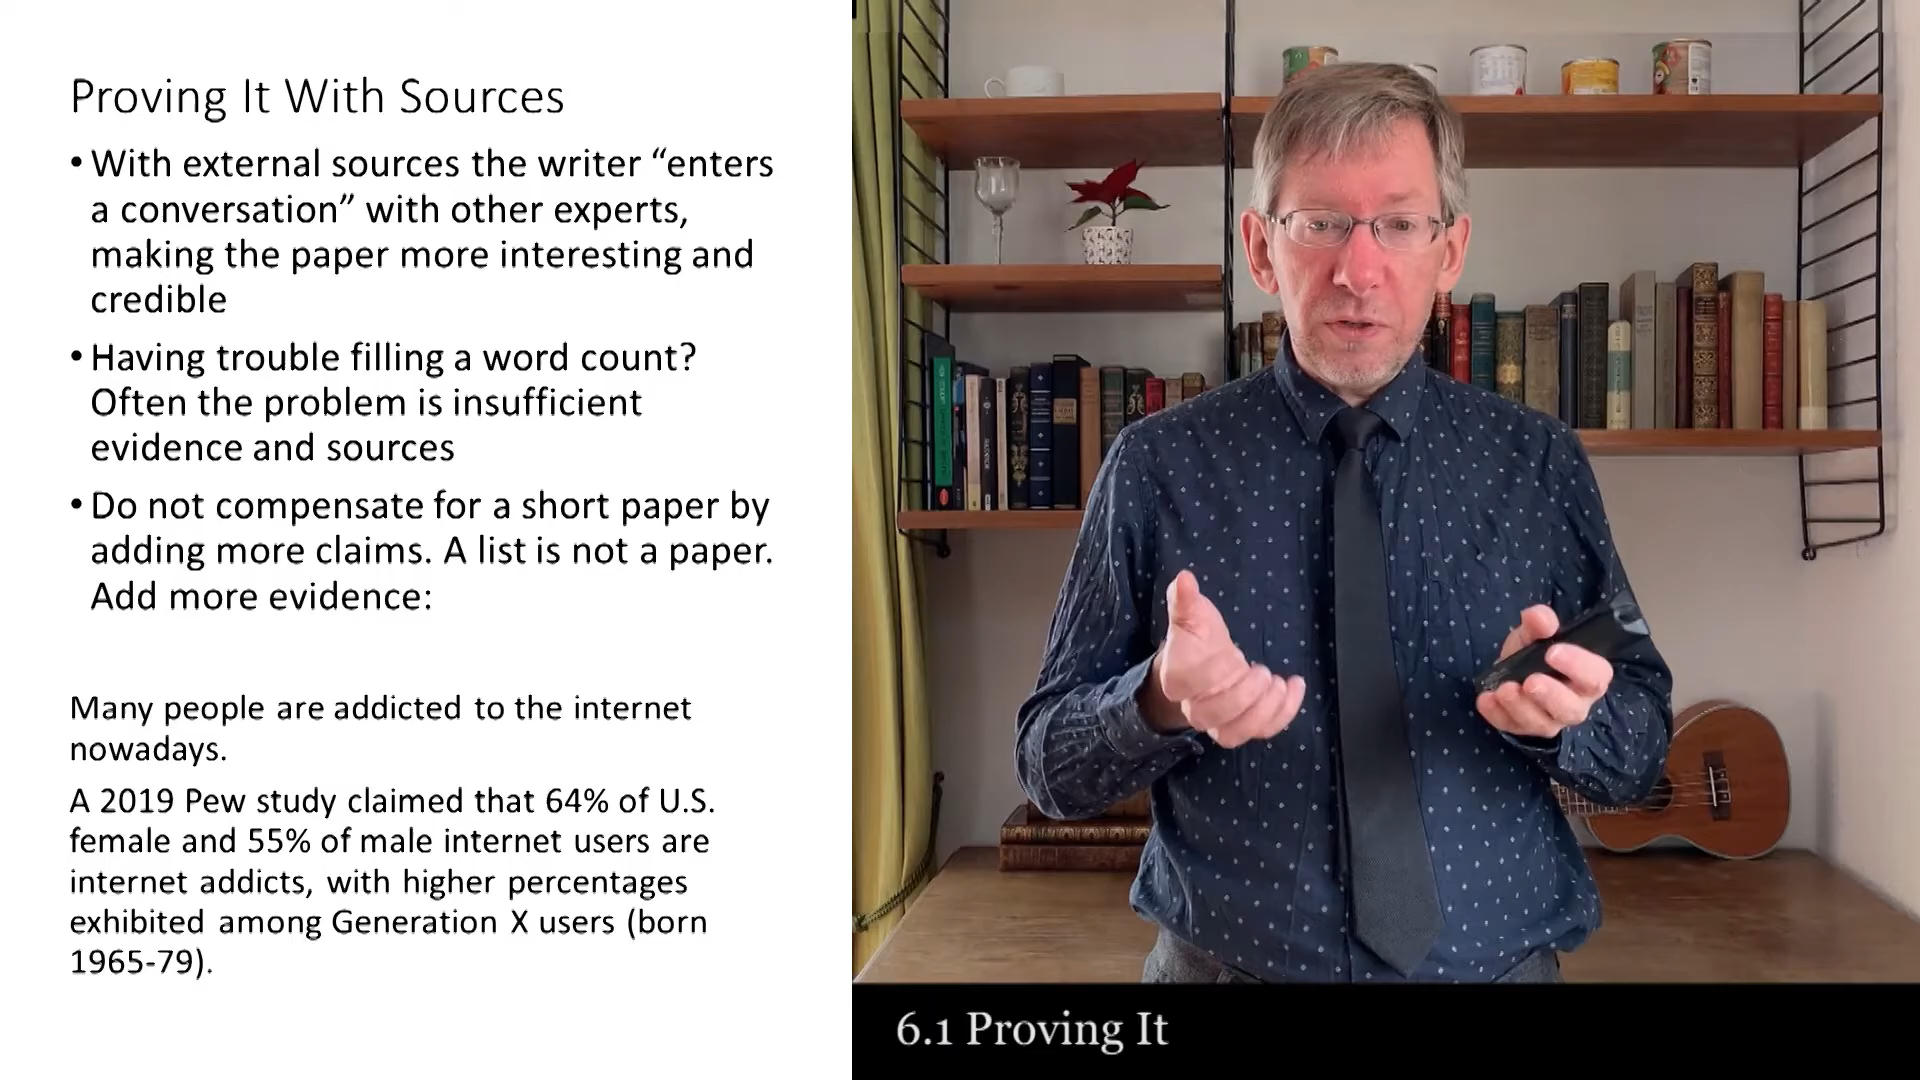 Proving It With Sources
• With external sources the writer “enters
a conversation” with other experts,
making the paper more interesting and
credible
• Having trouble filling a word count?
Often the problem is insufficient
evidence and sources
• Do not compensate for a short paper by
adding more claims. A list is not a paper.
Add more evidence:
Many people are addicted to the internet
nowadays.
A 2019 Pew study claimed that 64% of U.S.
female and 55% of male internet users are
internet addicts, with higher percentages
exhibited among Generation X users (born
1965-79).
6.1 Proving It